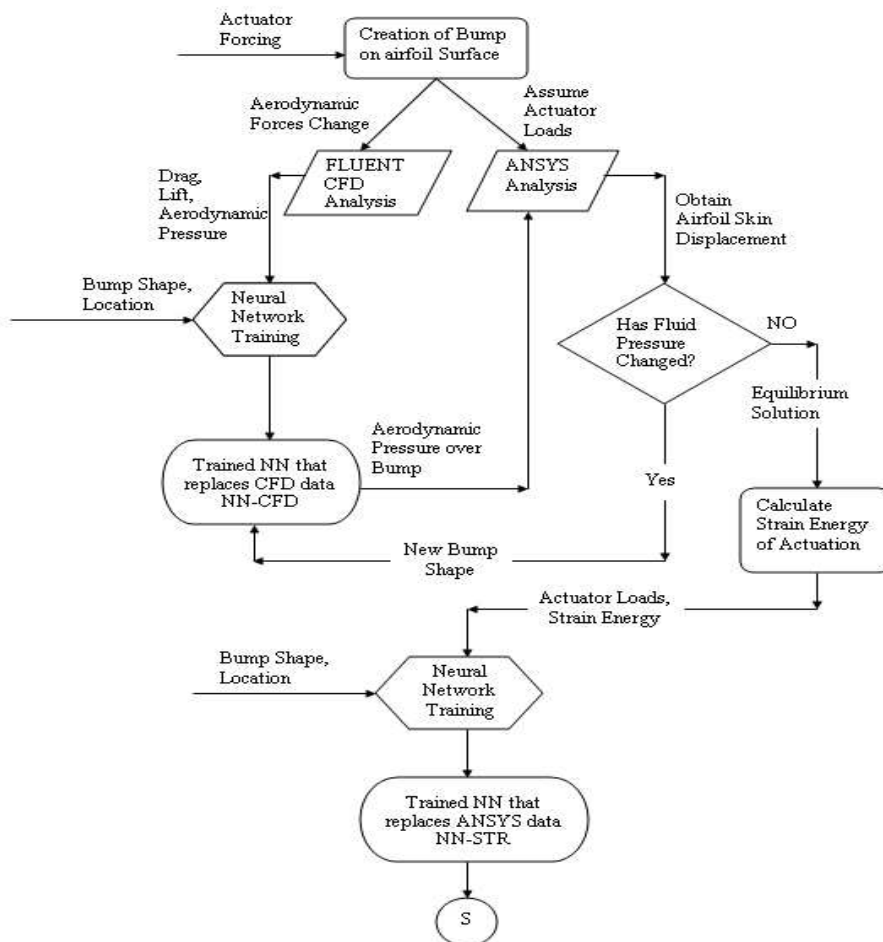 Actuator
Forcing
Creation of Bump
on airfoil Surface
Aerodynamic
Forces Change
Assume
Actuator
Loads
FLUENT
CFD
Analysis
ANSYS
Analysis
Drag,
Lift,
Aerodynamic
Pressure
Obtain
Airfoil Skin
Displacement
Bump Shape,
Location
Neural
Network
Training
Has Fluid
Pressure
Changed?
NO
Equilibrium
Solution
Aerodynamic
Pressure over
Bump
Trained NN that
replaces CFD data
NN-CFD
Yes
Calculate
Strain Energy
of Actuation
New Bump
Shape
Actuator Loads,
Strain Energy
Bump Shape,
Location
Neural
Network
Training
Trained NN that
replaces ANSYS data
NN-STR
S